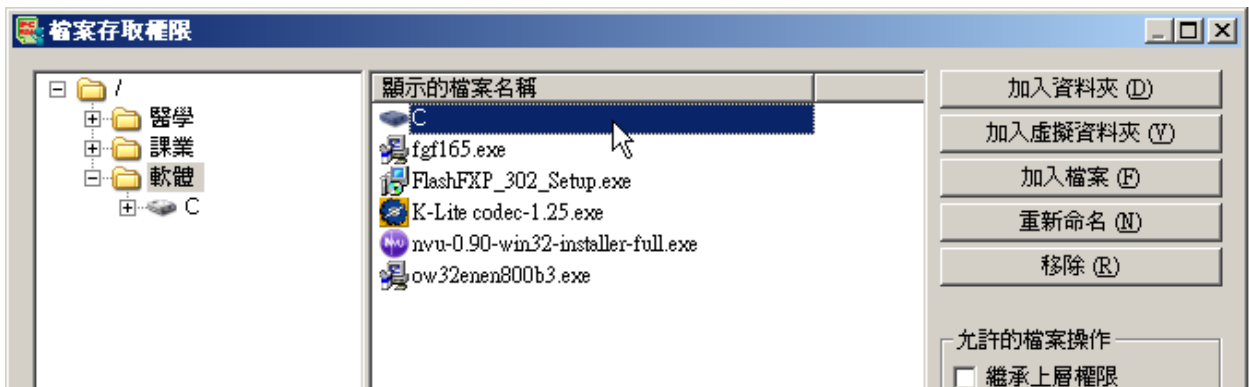 檔案存取權限
/
醫學
課業
軟體
C
顯示的檔案名稱
C
fgf165.exe
FlashFXP_302_Setup.exe
K-Lite codec-1.25.exe
nvu-0.90-win32-installer-full.exe
ow32enen800b3.exe
加入資料夾 (D)
加入虛擬資料夾 (V)
加入檔案 (F)
重新命名 (N)
移除 (R)
允許的檔案操作
繼承上層權限